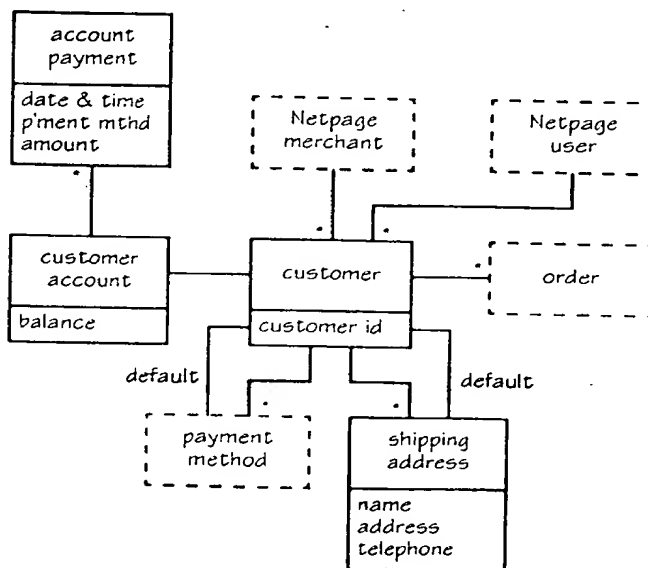 account
payment
date & time
p'ment mthd
amount
Netpage
merchant
Netpage
user
customer
account
balance
customer
customer id
order
default
default
payment
method
shipping
address
name
address
telephone